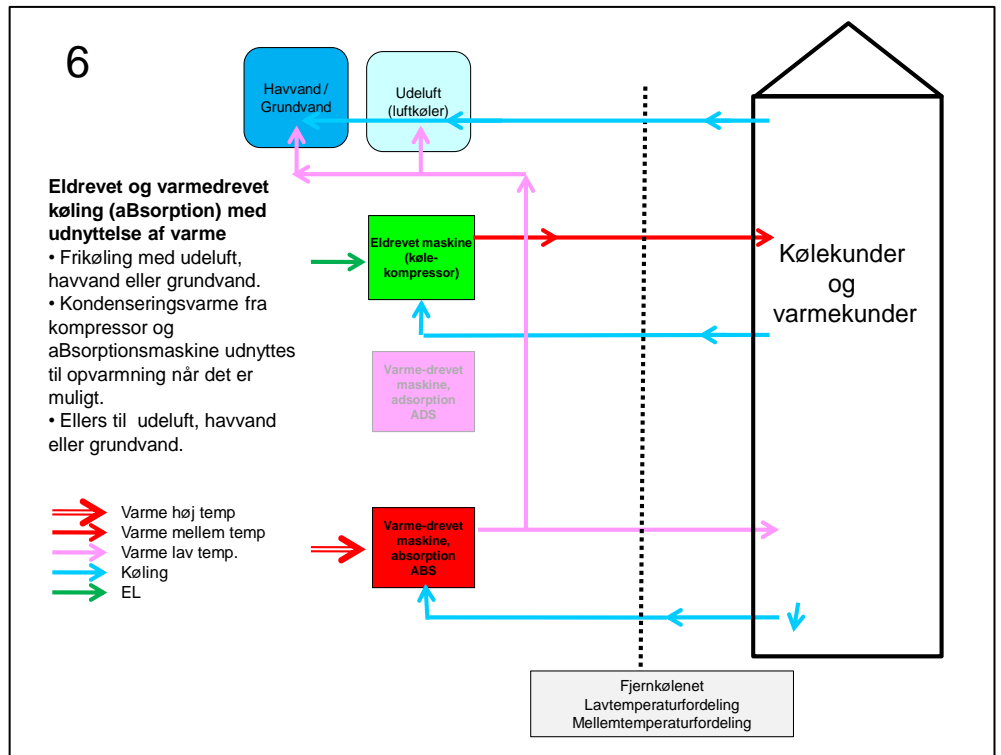 6
Havvand /
Grundvand
Udeluft
(luftkøler)
Eldrevet og varmedrevet
køling (aBsorption) med
udnyttelse af varme
• Frikøling med udeluft,
havvand eller grundvand.
• Kondenseringsvarme fra
kompressor og
aBsorptionsmaskine udnyttes
til opvarmning når det er
muligt.
• Ellers til udeluft, havvand
eller grundvand.
Eldrevet maskine
(køle-
kompressor)
Varme-drevet
maskine,
adsorption
ADS
Kølekunder
og
varmekunder
Varme høj temp
Varme mellem temp
Varme lav temp.
Køling
EL
Varme-drevet
maskine,
absorption
ABS
Fjernkølenet
Lavtemperaturfordeling
Mellemtemperaturfordeling